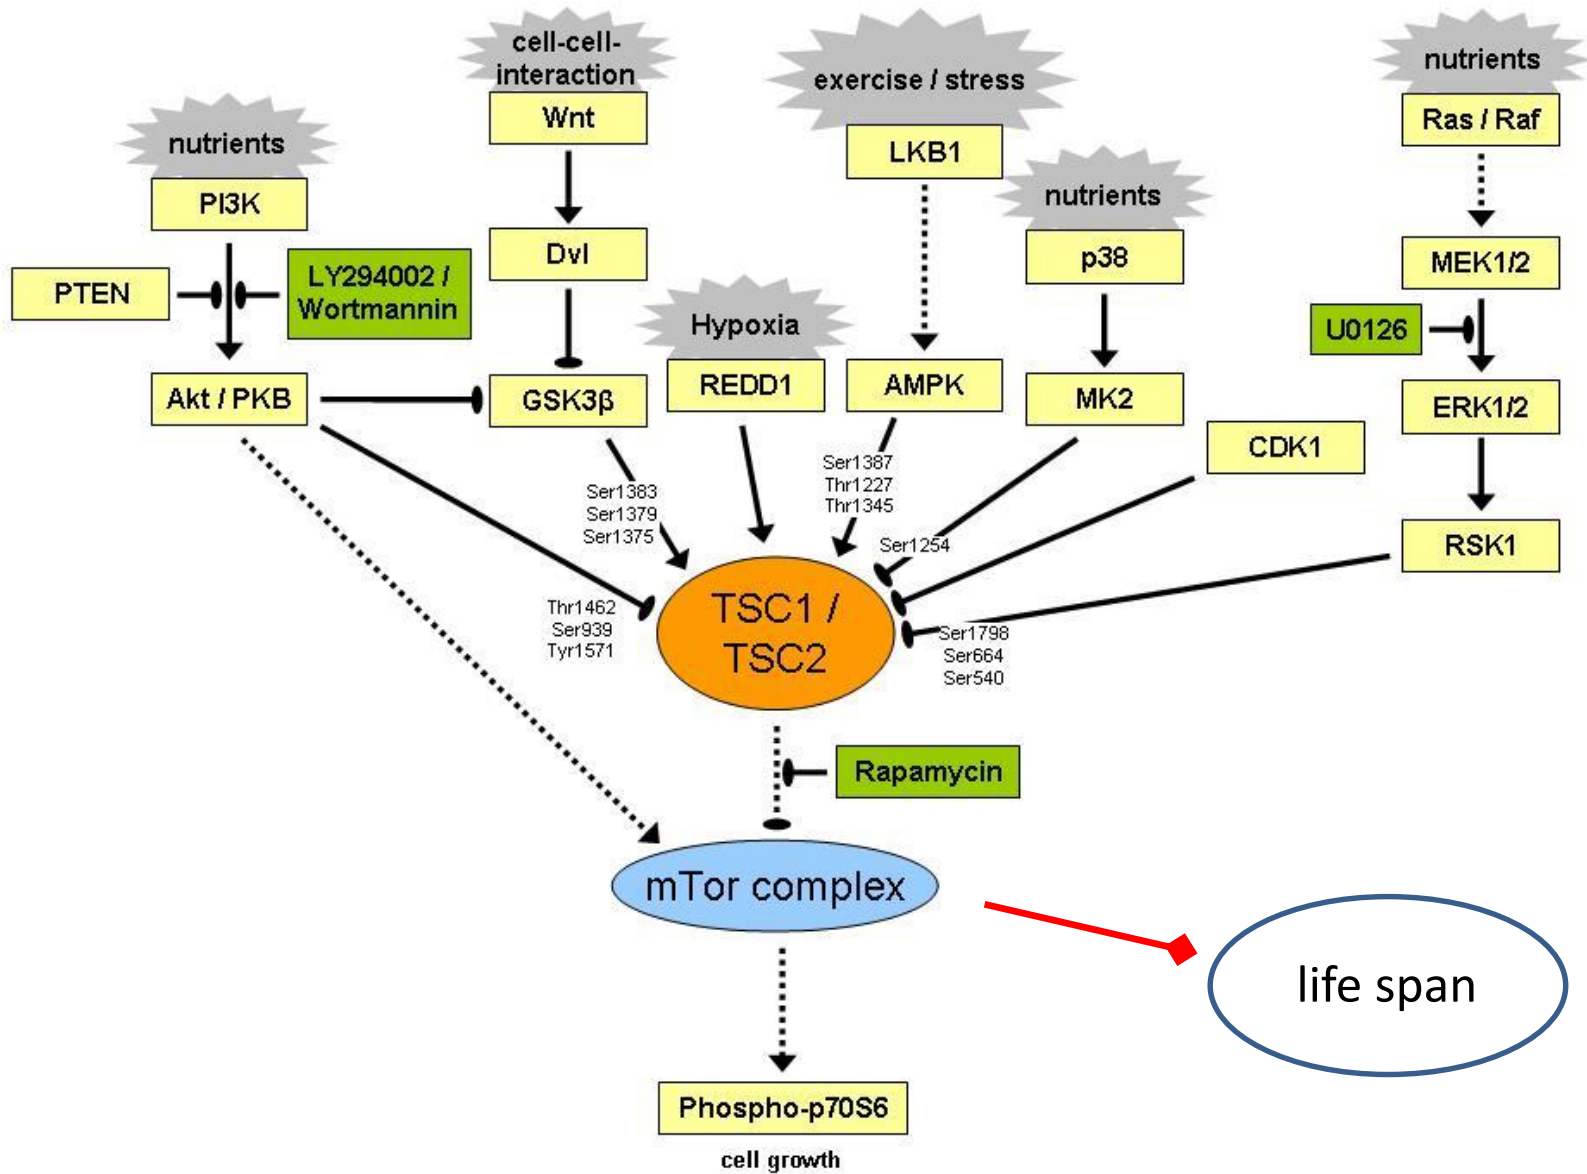 cell-cell-
interaction
Wnt
nutrients
PI3K
exercise / stress
LKB1
nutrients
p38
nutrients
Ras / Raf
Dvl
MEK1/2
PTEN
LY294002 /
Wortmannin
Hypoxia
REDD1
U0126
Akt / PKB
GSK3β
AMPK
MK2
ERK1/2
CDK1
RSK1
Ser1383
Ser1379
Ser1375
Ser1387
Thr1227
Thr1345
Ser1254
Thr1462
Ser939
Tyr1571
TSC1 /
TSC2
Ser1798
Ser664
Ser540
Rapamycin
mTor complex
life span
Phospho-p70S6
cell growth